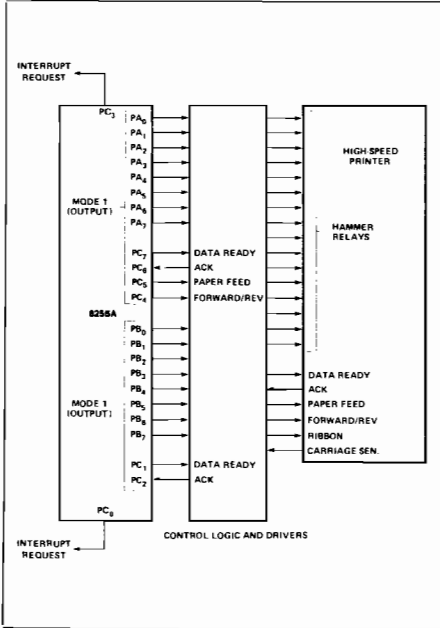 INTERRUPT
REQUEST
PC3
PA0
PA1
PA2
PA3
PA4
PA5
PA6
PA7
MODE 1
(OUTPUT)
PC7
PC6
PC5
PC4
DATA READY
ACK
PAPER FEED
FORWARD/REV
8255A
PB0
PB1
PB2
PB3
PB4
PB5
PB6
PB7
MODE 1
(OUTPUT)
PC1
PC2
DATA READY
ACK
PC0
INTERRUPT
REQUEST
CONTROL LOGIC AND DRIVERS
HIGH-SPEED
PRINTER
HAMMER
RELAYS
DATA READY
ACK
PAPER FEED
FORWARD/REV
RIBBON
CARRIAGE SEN.